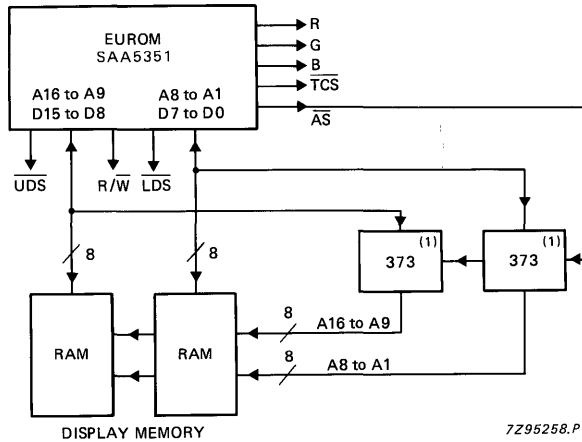 EUROM
SAA5351
A16 to A9 A8 to A1
D15 to D8 D7 to D0
R
G
B
TCS
AS
UDS R/W LDS
8 8
373 (1) 373 (1)
RAM RAM
8 A16 to A9
8 A8 to A1
DISPLAY MEMORY
7Z95258.P